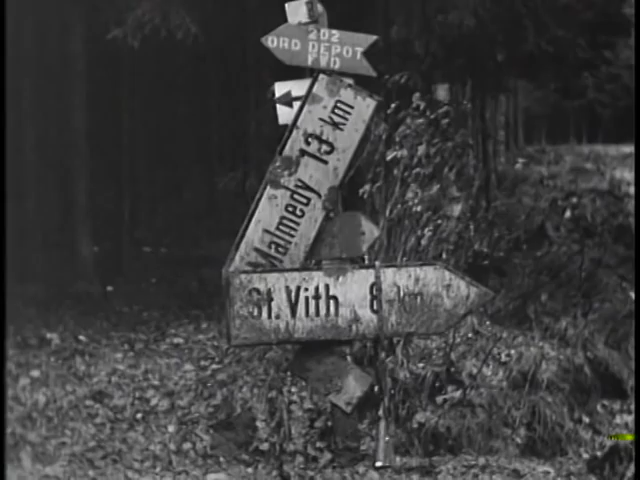 202
ORD DEPOT
FWD
Malmedy 13 km
St. Vith 8 km